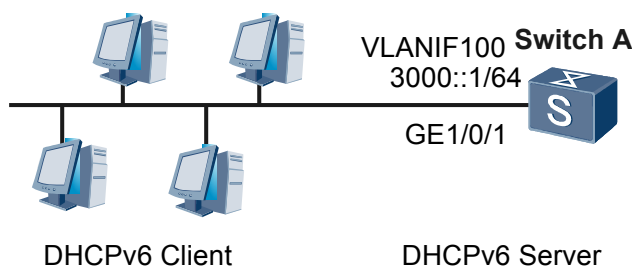 VLANIF100 Switch A
3000::1/64
S
GE1/0/1
DHCPv6 Client DHCPv6 Server